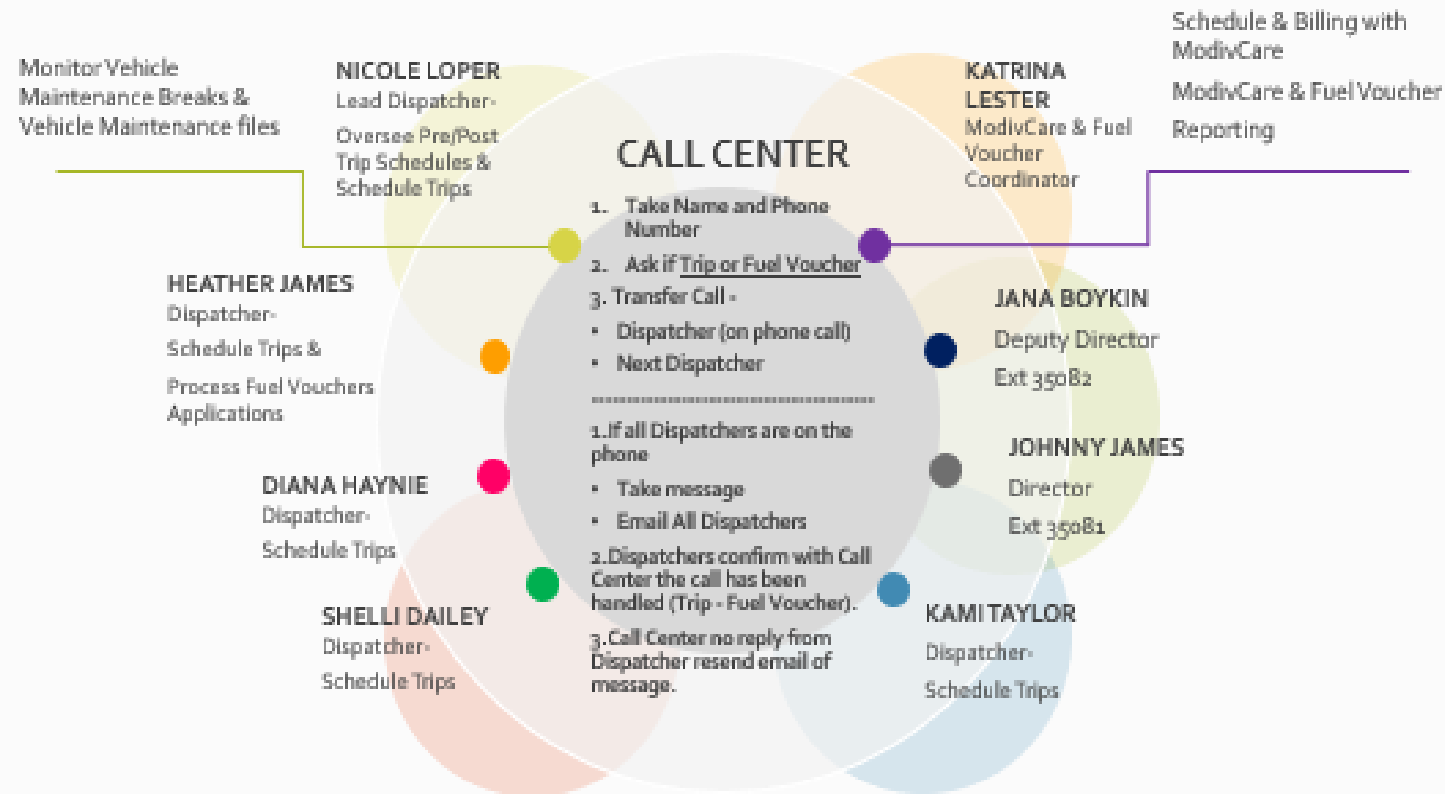 Monitor Vehicle
Maintenance Breaks &
Vehicle Maintenance files
NICOLE LOPER
Lead Dispatcher-
Oversee Pre/Post
Trip Schedules &
Schedule Trips
HEATHER JAMES
Dispatcher-
Schedule Trips &
Process Fuel Vouchers
Applications
DIANA HAYNIE
Dispatcher-
Schedule Trips
SHELLI DAILEY
Dispatcher-
Schedule Trips
CALL CENTER
1. Take Name and Phone
Number
2. Ask if Trip or Fuel Voucher
3. Transfer Call -
• Dispatcher (on phone call)
• Next Dispatcher
--------------------------------------------
1.If all Dispatchers are on the
phone
• Take message
• Email All Dispatchers
2.Dispatchers confirm with Call
Center the call has been
handled (Trip - Fuel Voucher).
3.Call Center no reply from
Dispatcher resend email of
message.
KATRINA
LESTER
ModivCare & Fuel
Voucher
Coordinator
Schedule & Billing with
ModivCare
ModivCare & Fuel Voucher
Reporting
JANA BOYKIN
Deputy Director
Ext 35082
JOHNNY JAMES
Director
Ext 35081
KAMI TAYLOR
Dispatcher-
Schedule Trips